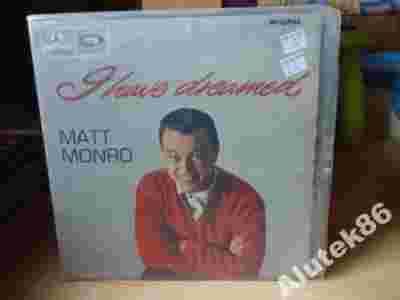 I have dreamed
MATT
MONRO
Alutek86